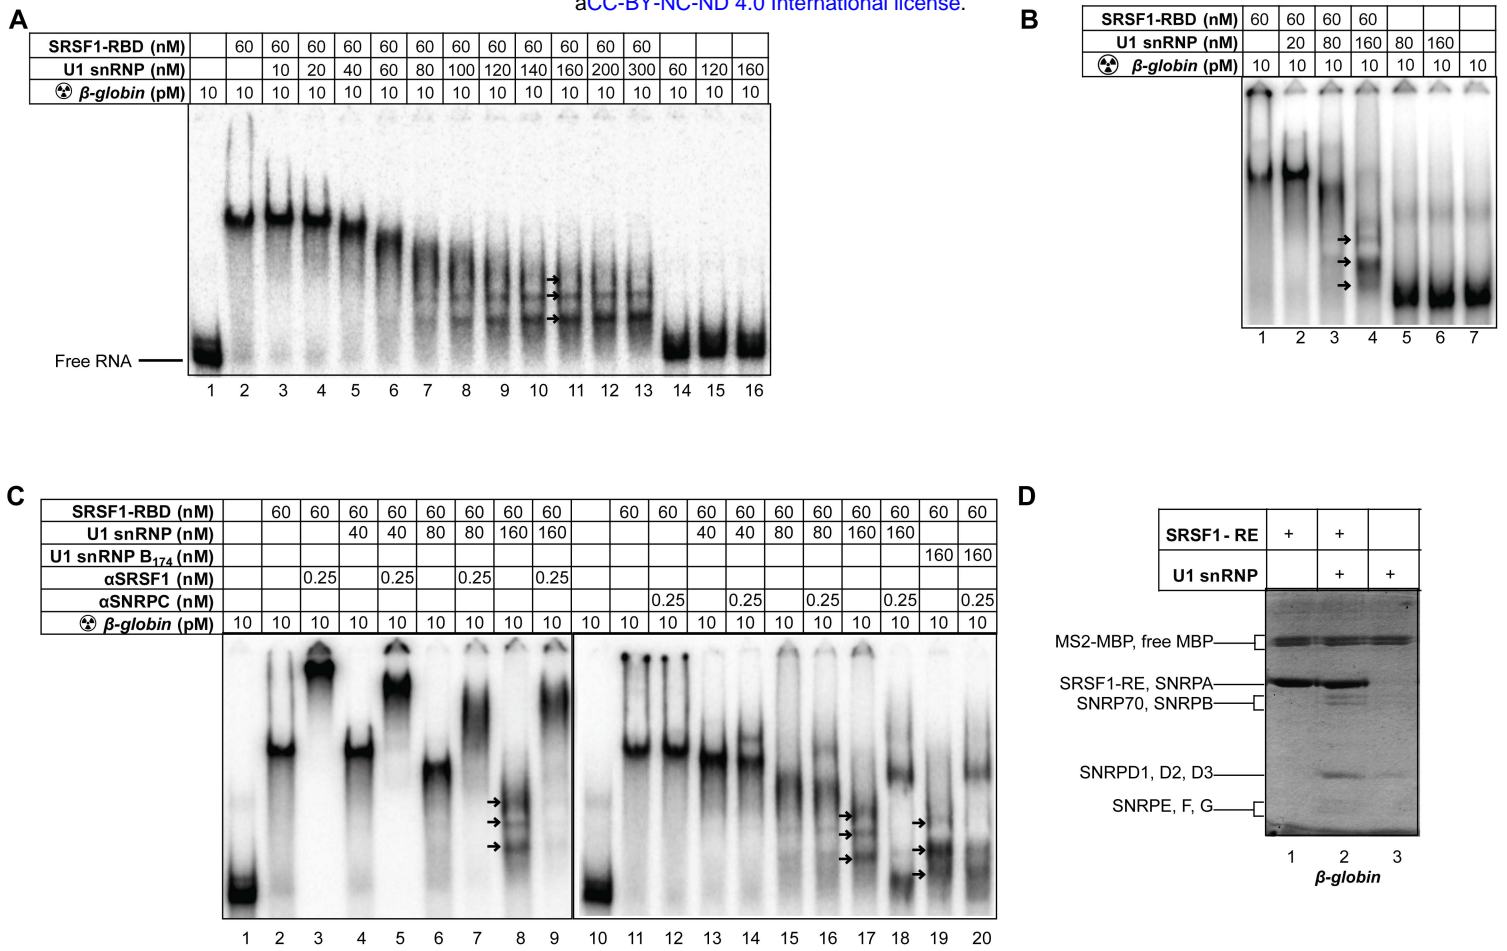 aCC-BY-NC-ND 4.0 International license.
A
SRSF1-RBD (nM) 60 60 60 60 60 60 60 60 60 60 60 60
U1 snRNP (nM) 10 20 40 60 80 100 120 140 160 200 300 60 120 160
β-globin (pM) 10 10 10 10 10 10 10 10 10 10 10 10 10 10 10 10
Free RNA
1 2 3 4 5 6 7 8 9 10 11 12 13 14 15 16
B
SRSF1-RBD (nM) 60 60 60 60
U1 snRNP (nM) 20 80 160 80 160
β-globin (pM) 10 10 10 10 10 10 10
1 2 3 4 5 6 7
C
SRSF1-RBD (nM) 60 60 60 60 60 60 60 60 60 60 60 60 60 60 60 60 60 60
U1 snRNP (nM) 40 40 80 80 160 160 40 40 80 80 160 160
U1 snRNP B174 (nM) 160 160
αSRSF1 (nM) 0.25 0.25 0.25 0.25
αSNRPC (nM) 0.25 0.25 0.25 0.25 0.25
β-globin (pM) 10 10 10 10 10 10 10 10 10 10 10 10 10 10 10 10 10 10 10 10
1 2 3 4 5 6 7 8 9 10 11 12 13 14 15 16 17 18 19 20
D
SRSF1 - RE + +
U1 snRNP + +
MS2-MBP, free MBP
SRSF1-RE, SNRPA
SNRP70, SNRPB
SNRPD1, D2, D3
SNRPE, F, G
1 2 3
β-globin